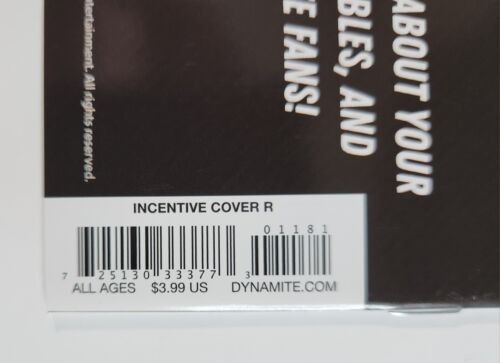 ABOUT YOUR
BLES, AND
E FANS!
ntertainment. All rights reserved.
INCENTIVE COVER R
01181
7 25130 33377 3
ALL AGES $3.99 US DYNAMITE.COM